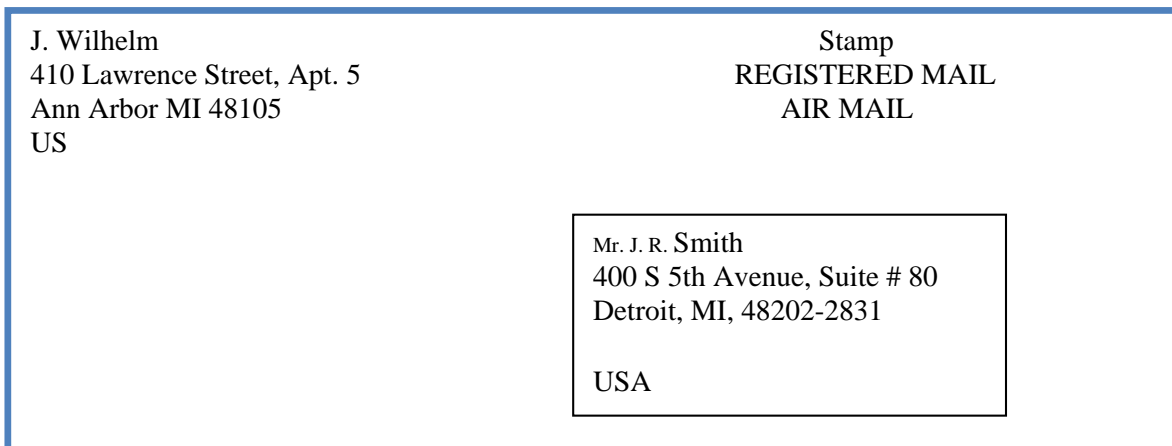 J. Wilhelm
410 Lawrence Street, Apt. 5
Ann Arbor MI 48105
US
Stamp
REGISTERED MAIL
AIR MAIL
Mr. J. R. Smith
400 S 5th Avenue, Suite # 80
Detroit, MI, 48202-2831
USA